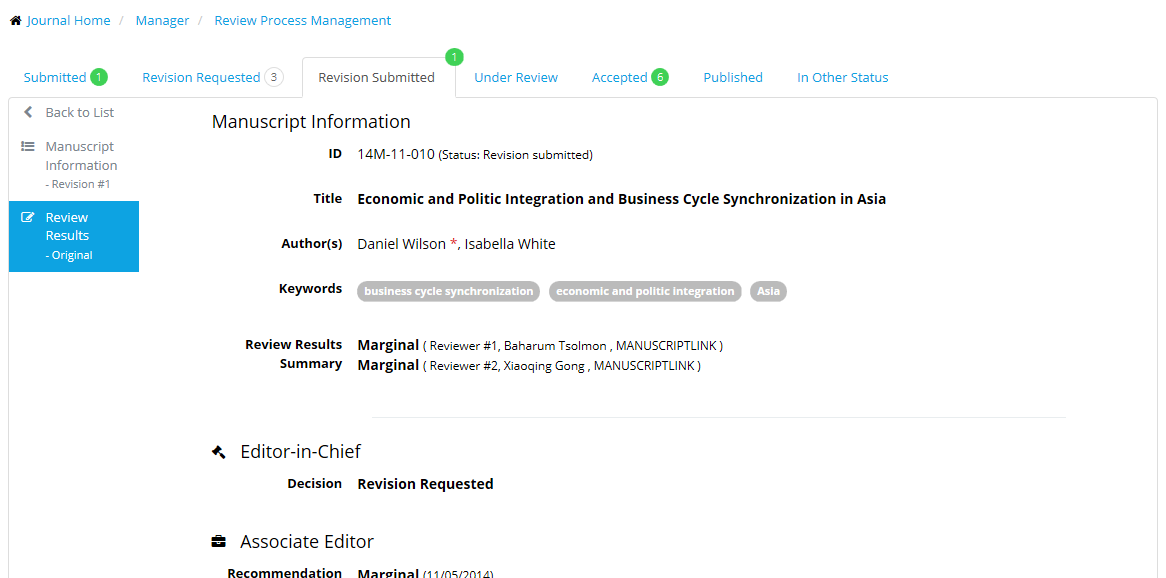 Journal Home / Manager / Review Process Management
1
Submitted 1 Revision Requested 3 Revision Submitted Under Review Accepted 6 Published In Other Status
Back to List
Manuscript
Information
- Revision #1
Review
Results
- Original
Manuscript Information
ID 14M-11-010 (Status: Revision submitted)
Title Economic and Politic Integration and Business Cycle Synchronization in Asia
Author(s) Daniel Wilson *, Isabella White
Keywords business cycle synchronization economic and politic integration Asia
Review Results Marginal ( Reviewer #1, Baharum Tsolmon , MANUSCRIPTLINK )
Summary Marginal ( Reviewer #2, Xiaoqing Gong , MANUSCRIPTLINK )
Editor-in-Chief
Decision Revision Requested
Associate Editor
Recommendation Marginal (11/05/2014)